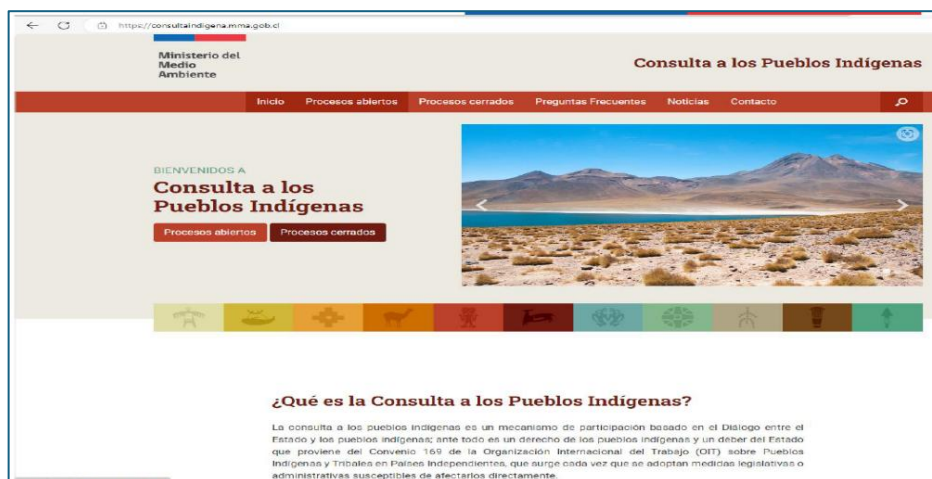 https://consultaindigena.mma.gob.cl
Ministerio del
Medio
Ambiente
Consulta a los Pueblos Indígenas
Inicio Procesos abiertos Procesos cerrados Preguntas Frecuentes Noticias Contacto
BIENVENIDOS A
Consulta a los
Pueblos Indígenas
Procesos abiertos Procesos cerrados
¿Qué es la Consulta a los Pueblos Indígenas?
La consulta a los pueblos indígenas es un mecanismo de participación basado en el Diálogo entre el
Estado y los pueblos indígenas; ante todo es un derecho de los pueblos indígenas y un deber del Estado
que proviene del Convenio 169 de la Organización Internacional del Trabajo (OIT) sobre Pueblos
Indígenas y Tribales en Países Independientes, que surge cada vez que se adoptan medidas legislativas o
administrativas susceptibles de afectarlos directamente.